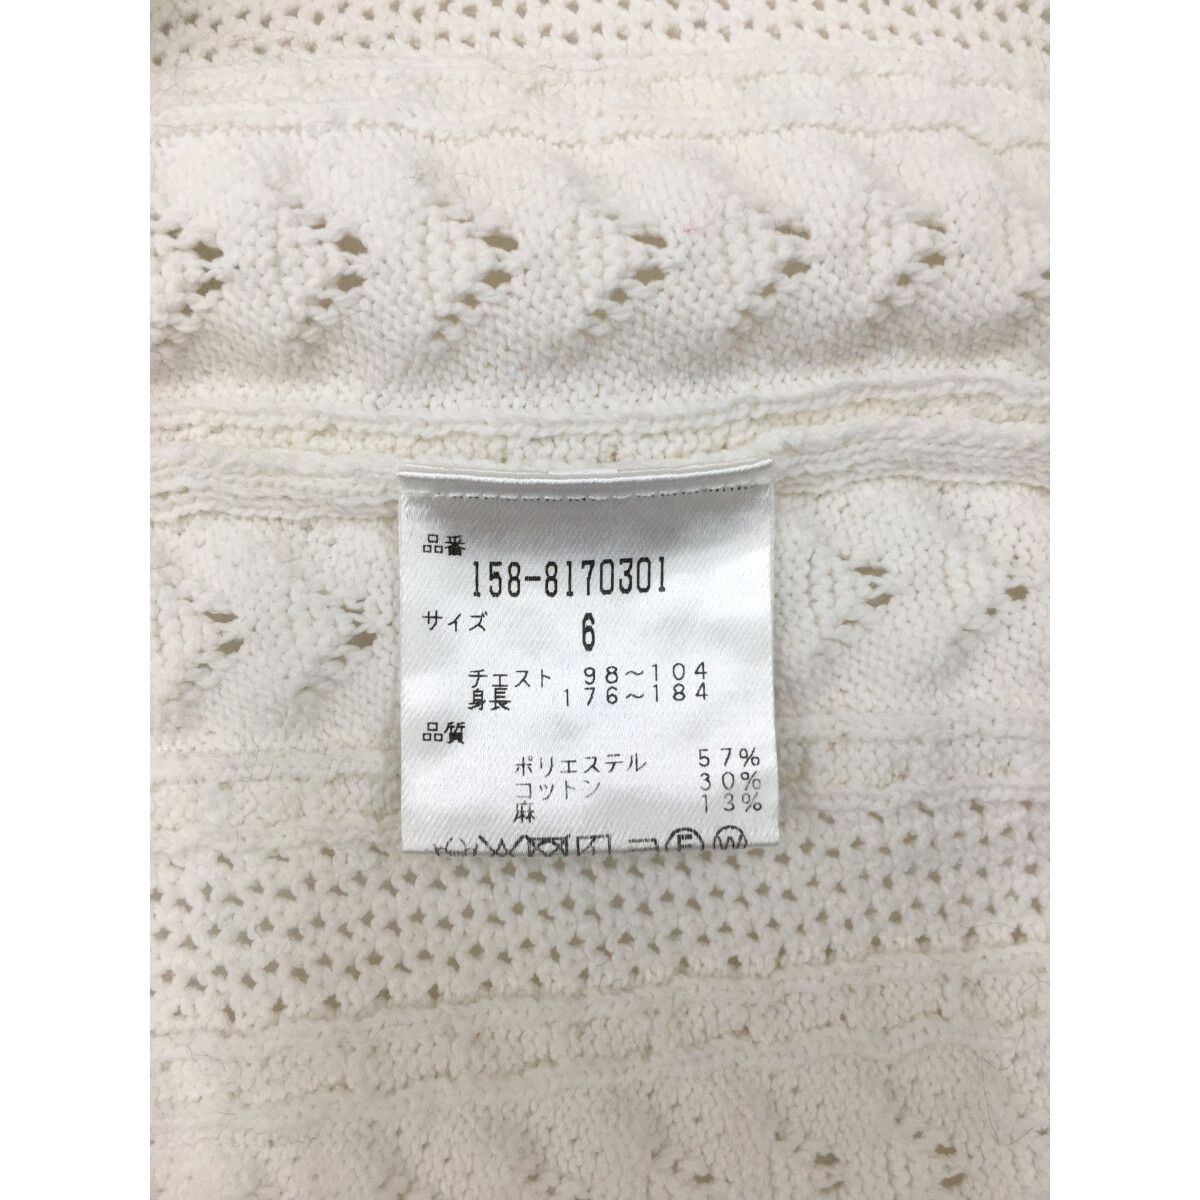 品番
158-8170301
サイズ 6
チェスト 98～104
身長 176～184
品質
ポリエステル 57%
コットン 30%
麻 13%